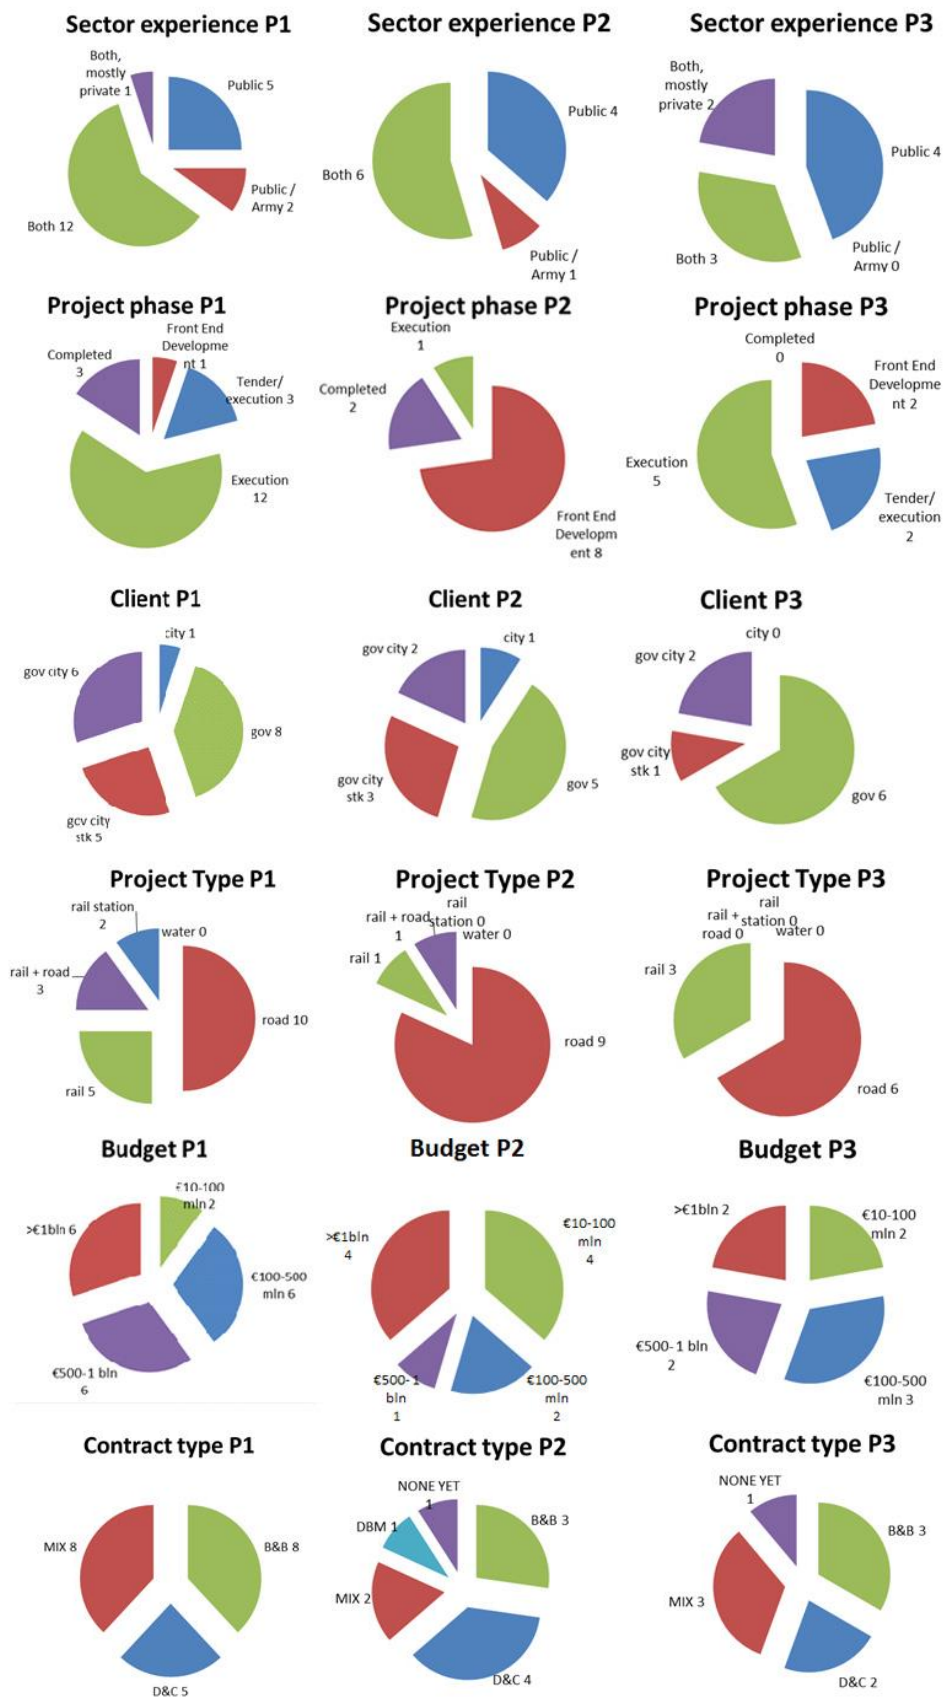 Sector experience P1
Both,
mostly
private 1
Public 5
Public /
Army 2
Both 12
Sector experience P2
Public 4
Both 6
Public /
Army 1
Sector experience P3
Both,
mostly
private 2
Public 4
Public /
Army 0
Both 3
Project phase P1
Front End
Developme
nt 1
Completed
3
Tender/
execution 3
Execution
12
Project phase P2
Execution
1
Completed
2
Front End
Developm
ent 8
Project phase P3
Completed
0
Front End
Developme
nt 2
Execution
5
Tender/
execution
2
Client P1
city 1
gov city 6
gov 8
gov city
stk 5
Client P2
city 1
gov city 2
gov city
stk 3
gov 5
Client P3
city 0
gov city 2
gov city
stk 1
gov 6
Project Type P1
rail station
2
water 0
rail + road
3
road 10
rail 5
Project Type P2
rail
station 0
rail + road
1
water 0
rail 1
road 9
Project Type P3
rail
station 0
rail +
road 0
water 0
rail 3
road 6
Budget P1
€10-100
mln 2
>€1bln 6
€100-500
mln 6
€500-1 bln
6
Budget P2
>€1bln
4
€10-100
mln
4
€500-1
bln
1
€100-500
mln
2
Budget P3
>€1bln 2
€10-100
mln 2
€500- 1 bln
2
€100-500
mln 3
Contract type P1
MIX 8
B&B 8
D&C 5
Contract type P2
NONE YET
1
DBM 1
B&B 3
MIX 2
D&C 4
Contract type P3
NONE YET
1
B&B 3
MIX 3
D&C 2